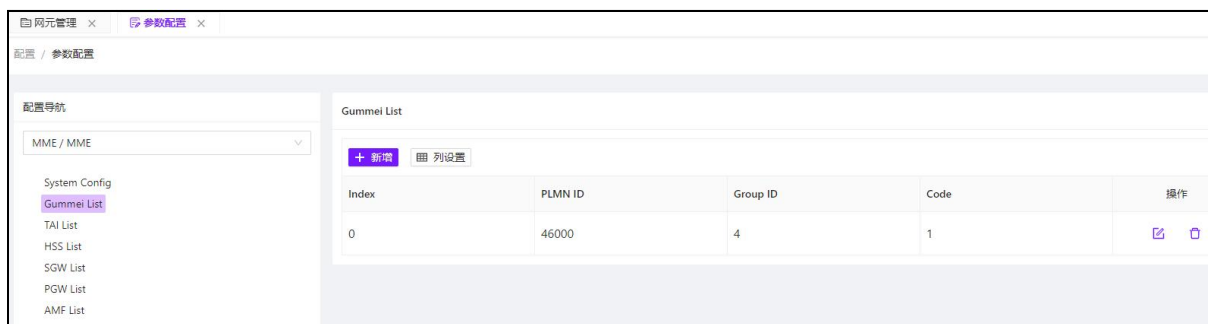 网元管理 × 参数配置 ×
配置 / 参数配置
配置导航
MME / MME
System Config
Gummei List
TAI List
HSS List
SGW List
PGW List
AMF List
Gummei List
+ 新增 列设置
Index PLMN ID Group ID Code 操作
0 46000 4 1